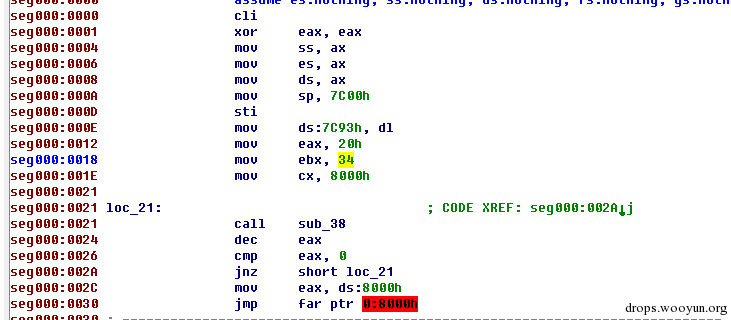 seg000:0000 assume es:nothing, ss:nothing, ds:nothing, fs:nothing, gs:noth
seg000:0000 cli
seg000:0001 xor eax, eax
seg000:0004 mov ss, ax
seg000:0006 mov es, ax
seg000:0008 mov ds, ax
seg000:000A mov sp, 7C00h
seg000:000D sti
seg000:000E mov ds:7C93h, dl
seg000:0012 mov eax, 20h
seg000:0018 mov ebx, 34
seg000:001E mov cx, 8000h
seg000:0021
seg000:0021 loc_21: ; CODE XREF: seg000:002A↓j
seg000:0021 call sub_38
seg000:0024 dec eax
seg000:0026 cmp eax, 0
seg000:002A jnz short loc_21
seg000:002C mov eax, ds:8000h
seg000:0030 jmp far ptr 0:8000h
seg000:0030 ; ---------------------------------------------------------------------------
drops.wooyun.org